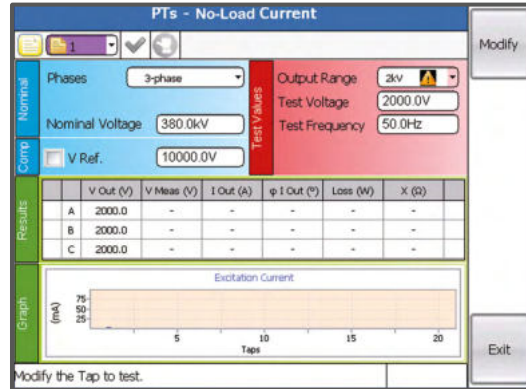 PTs - No-Load Current
1
Modify
Nominal
Phases
3-phase
Nominal Voltage
380.0kV
Test Values
Output Range
2kV
Test Voltage
2000.0V
Test Frequency
50.0Hz
Comp
V Ref.
10000.0V
Results
V Out (V) V Meas (V) I Out (A) φ I Out (º) Loss (W) X (Ω)
A 2000.0 - - - - -
B 2000.0 - - - - -
C 2000.0 - - - - -
Graph
Excitation Current
(mA)
75
50
25
5 10 15 20
Taps
Exit
Modify the Tap to test.